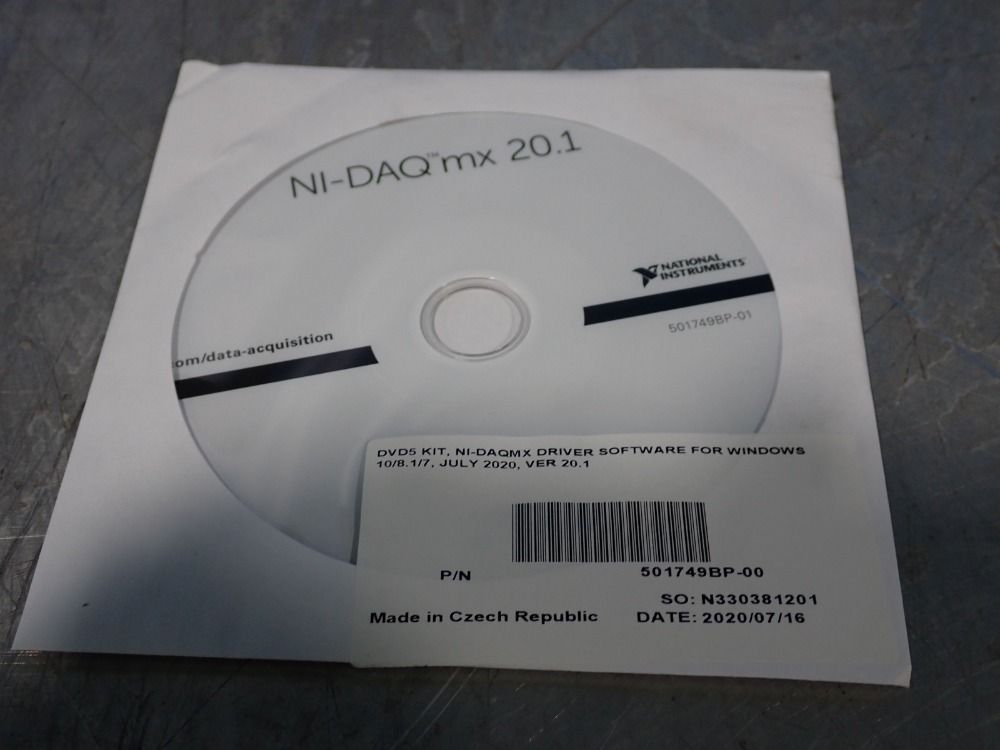 NI-DAQ™mx 20.1
NATIONAL
INSTRUMENTS
501749BP-01
om/data-acquisition
DVD5 KIT, NI-DAQMX DRIVER SOFTWARE FOR WINDOWS
10/8.1/7, JULY 2020, VER 20.1
P/N 501749BP-00
SO: N330381201
Made in Czech Republic DATE: 2020/07/16